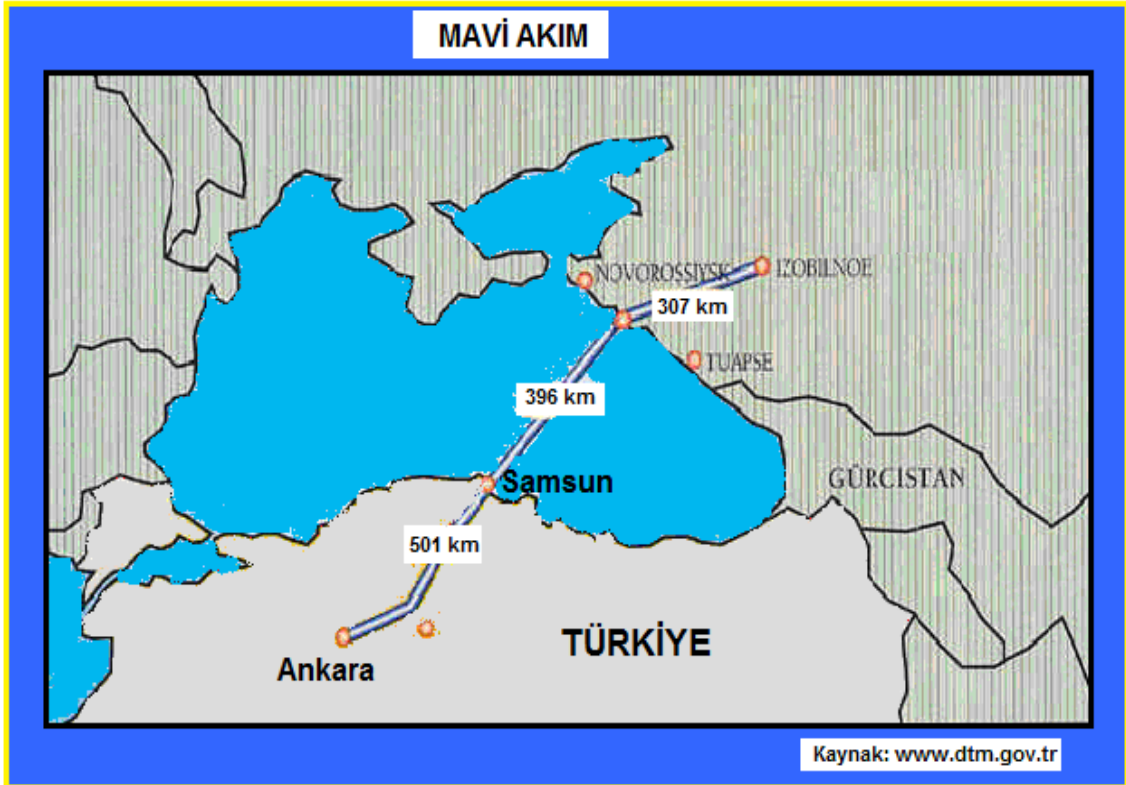 MAVİ AKIM
NOVOROSSIYSK
IZOBILNOE
307 km
TUAPSE
396 km
GÜRCISTAN
Samsun
501 km
TÜRKİYE
Ankara
Kaynak: www.dtm.gov.tr